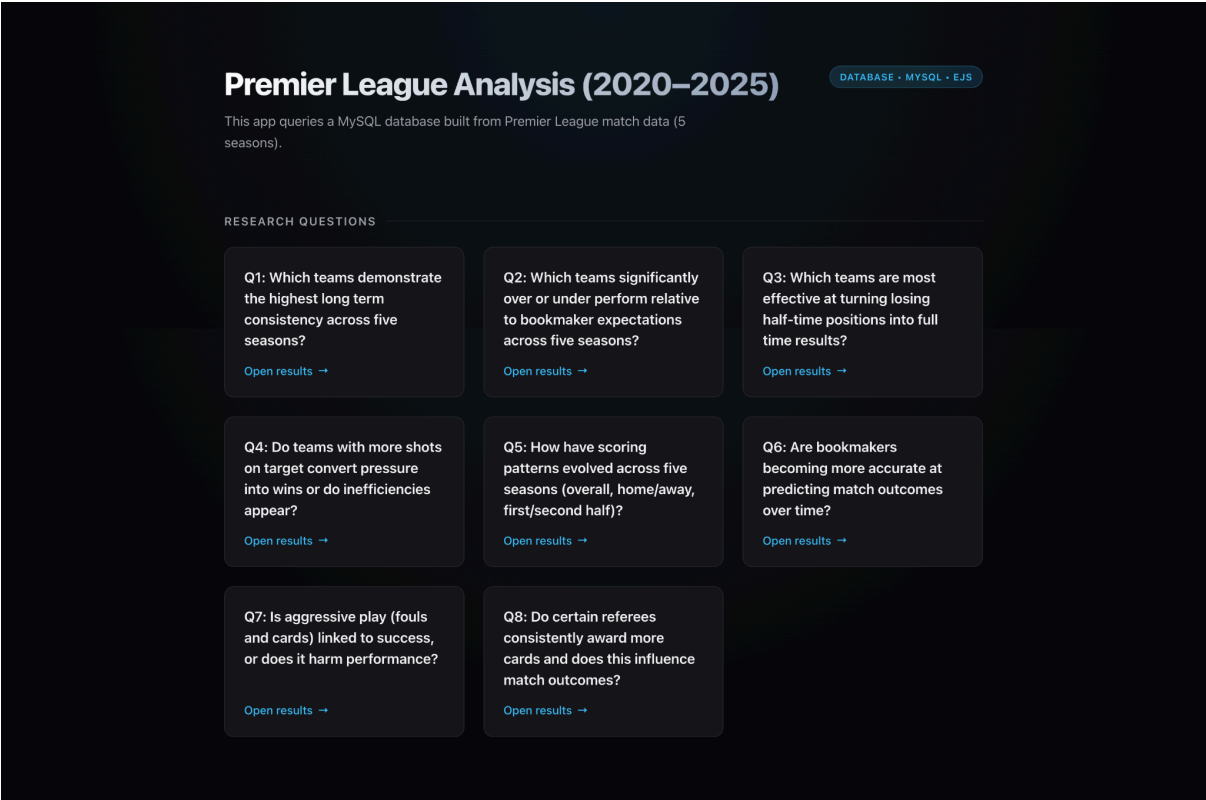 Premier League Analysis (2020–2025)
DATABASE • MYSQL • EJS
This app queries a MySQL database built from Premier League match data (5
seasons).
RESEARCH QUESTIONS
Q1: Which teams demonstrate
the highest long term
consistency across five
seasons?
Open results →
Q2: Which teams significantly
over or under perform relative
to bookmaker expectations
across five seasons?
Open results →
Q3: Which teams are most
effective at turning losing
half-time positions into full
time results?
Open results →
Q4: Do teams with more shots
on target convert pressure
into wins or do inefficiencies
appear?
Open results →
Q5: How have scoring
patterns evolved across five
seasons (overall, home/away,
first/second half)?
Open results →
Q6: Are bookmakers
becoming more accurate at
predicting match outcomes
over time?
Open results →
Q7: Is aggressive play (fouls
and cards) linked to success,
or does it harm performance?
Open results →
Q8: Do certain referees
consistently award more
cards and does this influence
match outcomes?
Open results →